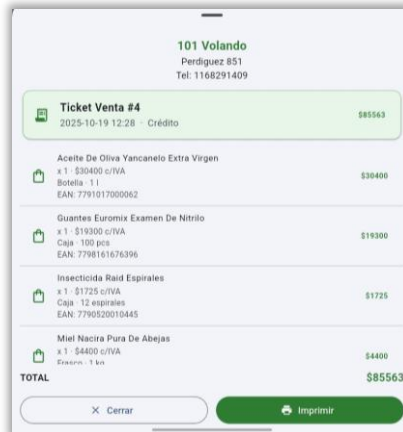 101 Volando
Perdiguez 851
Tel: 1168291409
Ticket Venta #4
2025-10-19 12:28 · Crédito
$85563
Aceite De Oliva Yancanelo Extra Virgen
x 1 · $30400 c/IVA
Botella · 1 l
EAN: 7791017000062
$30400
Guantes Euromix Examen De Nitrilo
x 1 · $19300 c/IVA
Caja · 100 pcs
EAN: 7798161676396
$19300
Insecticida Raid Espirales
x 1 · $1725 c/IVA
Caja · 12 espirales
EAN: 7790520010445
$1725
Miel Nacira Pura De Abejas
x 1 · $4400 c/IVA
Frasco · 1 kg
$4400
TOTAL
$85563
× Cerrar
Imprimir